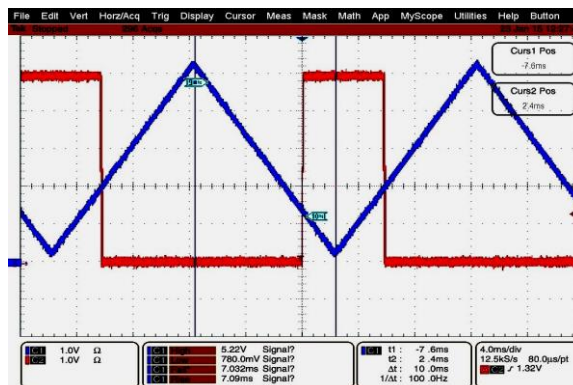 File Edit Vert Horz/Acq Trig Display Cursor Meas Mask Math App MyScope Utilities Help Button
Curs1 Pos
-7.6ms
Curs2 Pos
2.4ms
C1 1.0V Ω
C2 1.0V Ω
5.22V Signal?
780.0mV Signal?
7.032ms Signal?
7.09ms Signal?
C1 t1 : -7.6ms
t2 : 2.4ms
Δt : 10.0ms
1/Δt : 100.0Hz
4.0ms/div
12.5kS/s 80.0µs/pt
1.32V